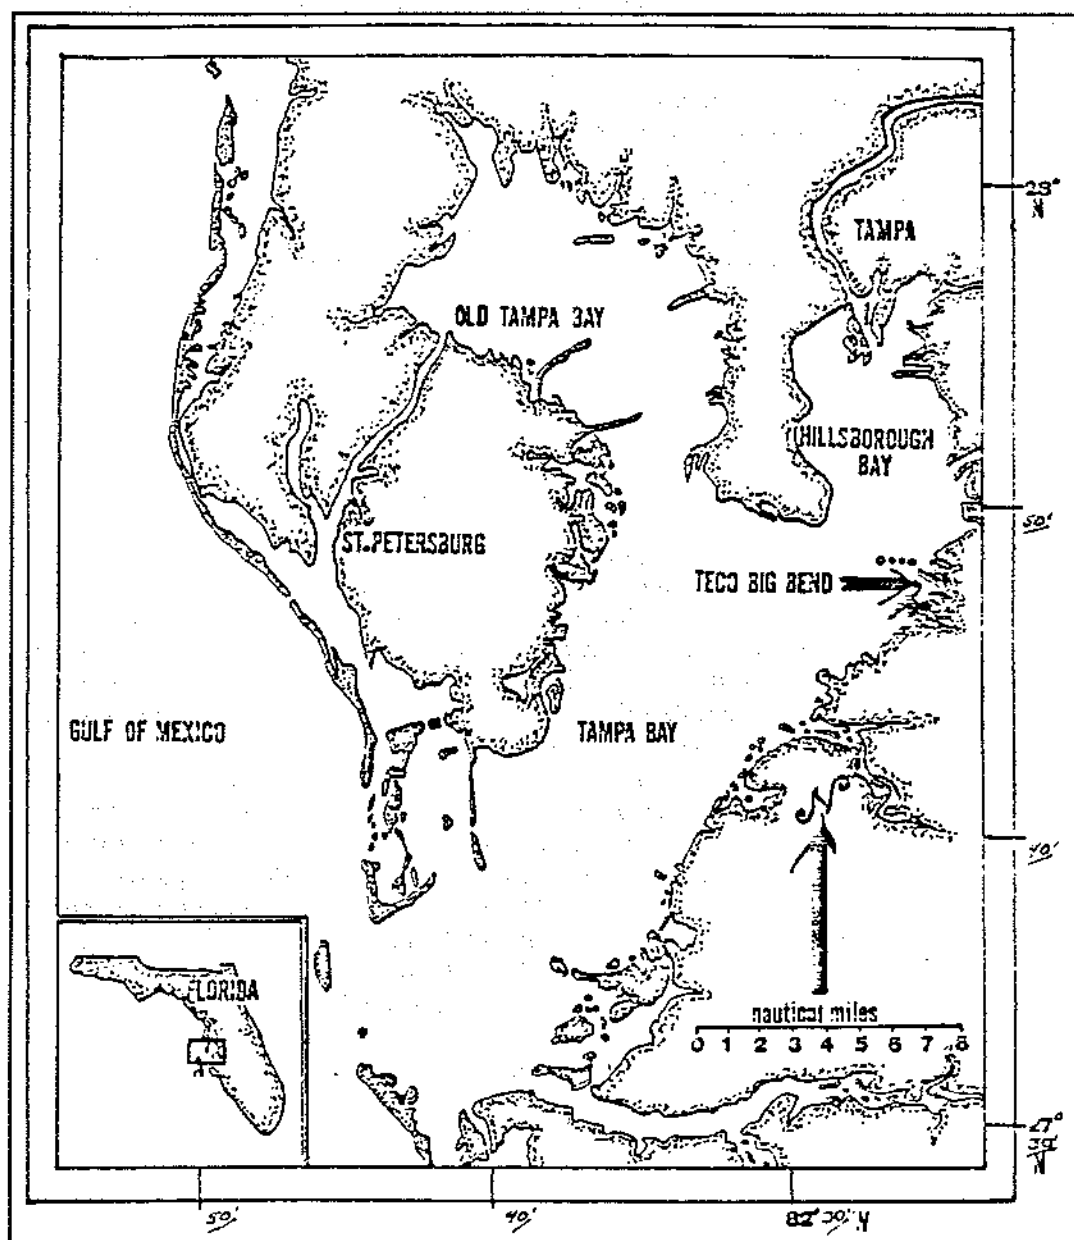 28°
N
TAMPA
OLD TAMPA BAY
HILLSBOROUGH
BAY
50'
ST. PETERSBURG
TECO BIG BEND
GULF OF MEXICO
TAMPA BAY
N
40'
FLORIDA
nautical miles
0 1 2 3 4 5 6 7 8
27°
30'
N
50'
40'
82° 30' W